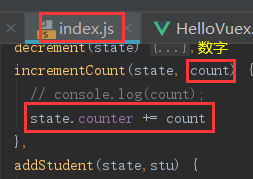 index.js HelloVuex.
decrement(state) {...},数字
incrementCount(state, count) {
// console.log(count);
state.counter += count
},
addStudent(state,stu) {